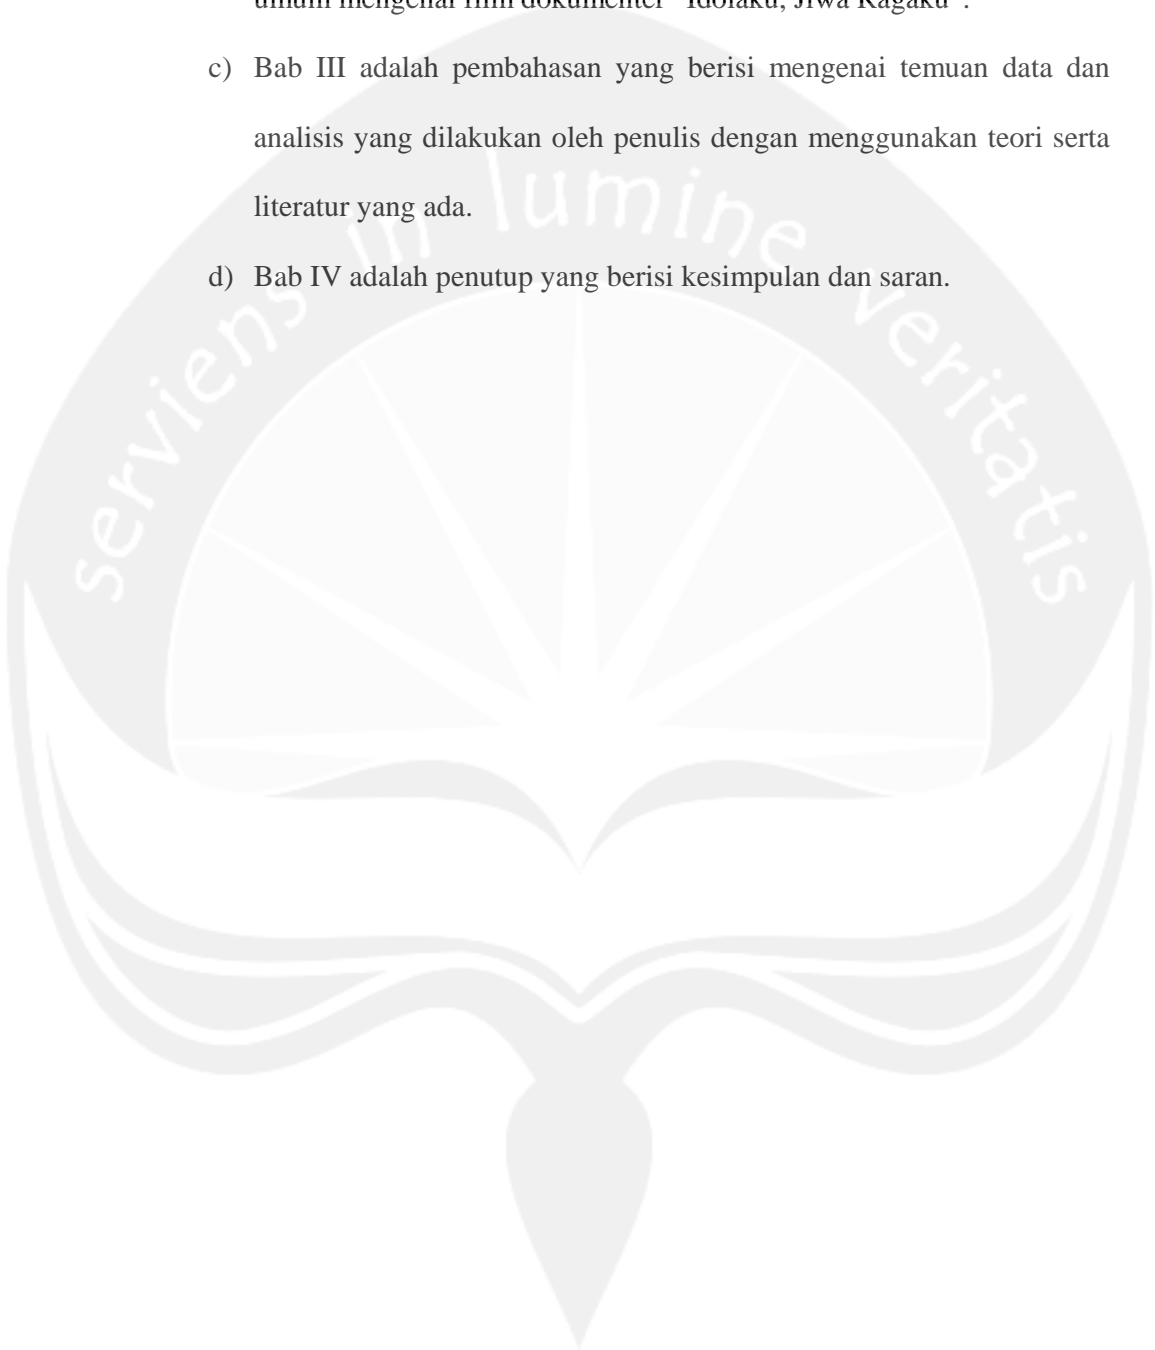 umum mengenai film dokumenter "Idolaku, Jiwa Ragaku".
c) Bab III adalah pembahasan yang berisi mengenai temuan data dan
analisis yang dilakukan oleh penulis dengan menggunakan teori serta
literatur yang ada.
d) Bab IV adalah penutup yang berisi kesimpulan dan saran.
serviens in lumine veritatis